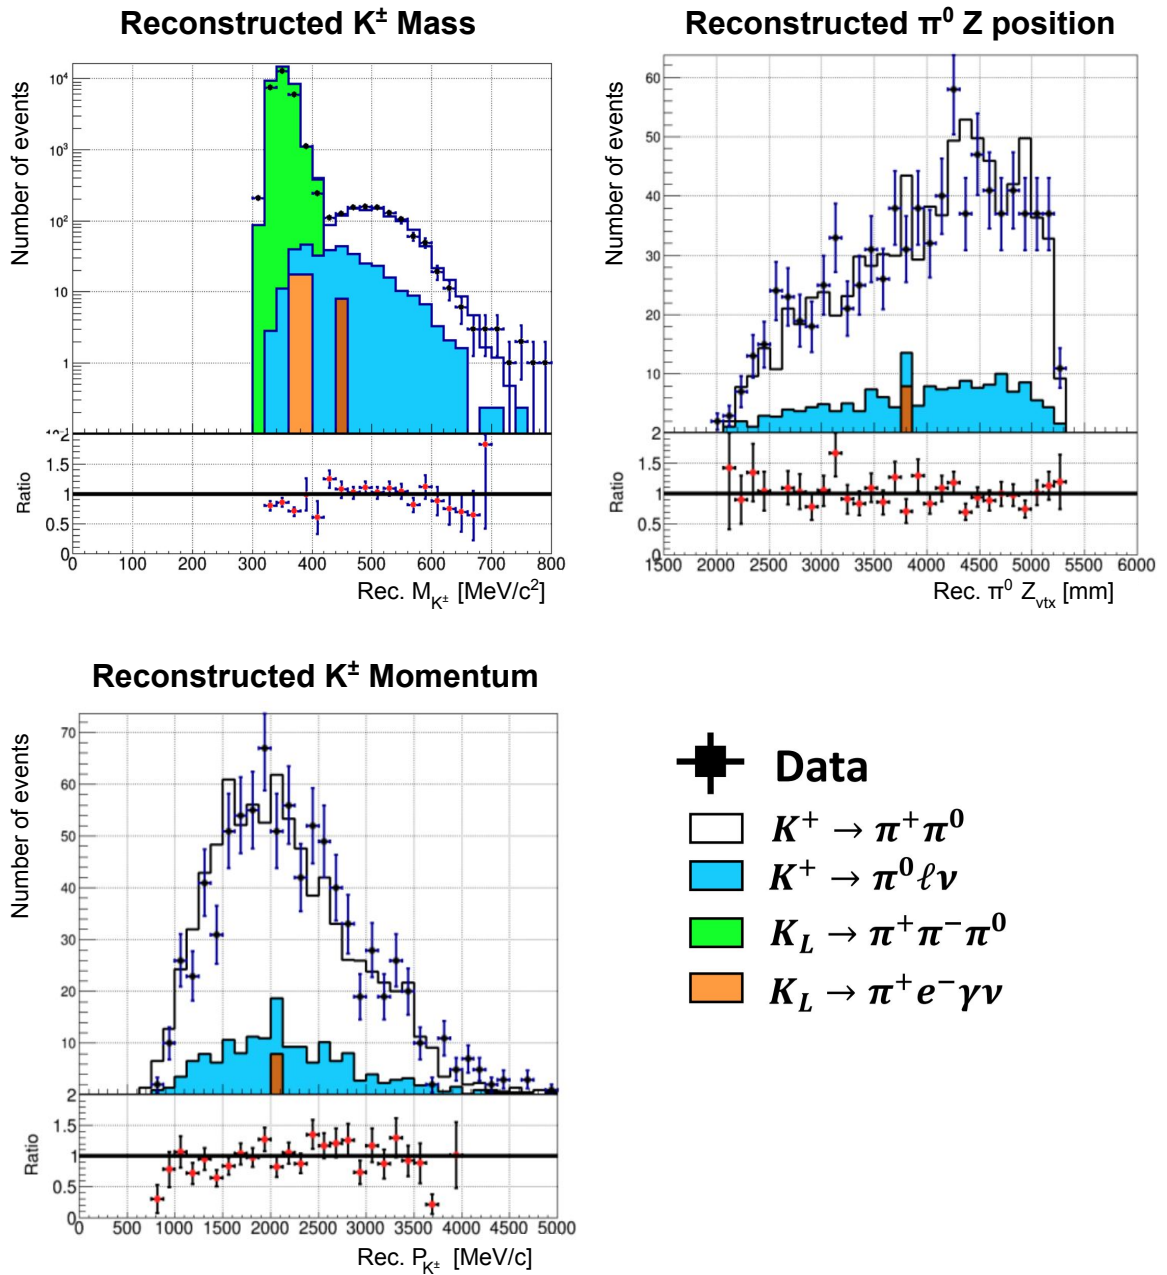 Reconstructed K± Mass
Number of events
10⁴
10³
10²
10
1
10⁻¹
2
1.5
1
0.5
0
Ratio
0 100 200 300 400 500 600 700 800
Rec. M_K± [MeV/c²]
Reconstructed π⁰ Z position
Number of events
60
50
40
30
20
10
2
1.5
1
0.5
0
Ratio
1500 2000 2500 3000 3500 4000 4500 5000 5500 6000
Rec. π⁰ Z_vtx [mm]
Reconstructed K± Momentum
Number of events
70
60
50
40
30
20
10
2
1.5
1
0.5
0
Ratio
0 500 1000 1500 2000 2500 3000 3500 4000 4500 5000
Rec. P_K± [MeV/c]
Data
K⁺ → π⁺π⁰
K⁺ → π⁰ℓν
K_L → π⁺π⁻π⁰
K_L → π⁺e⁻γν